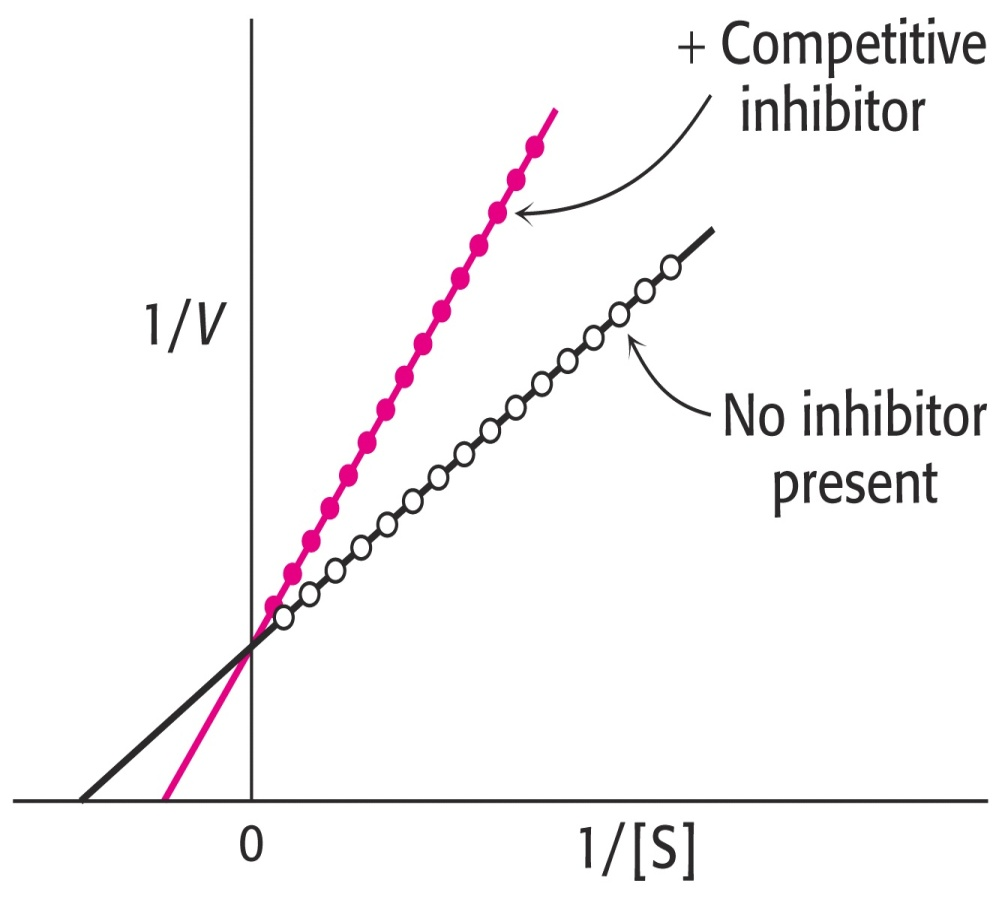 + Competitive
inhibitor
1/V
No inhibitor
present
0
1/[S]